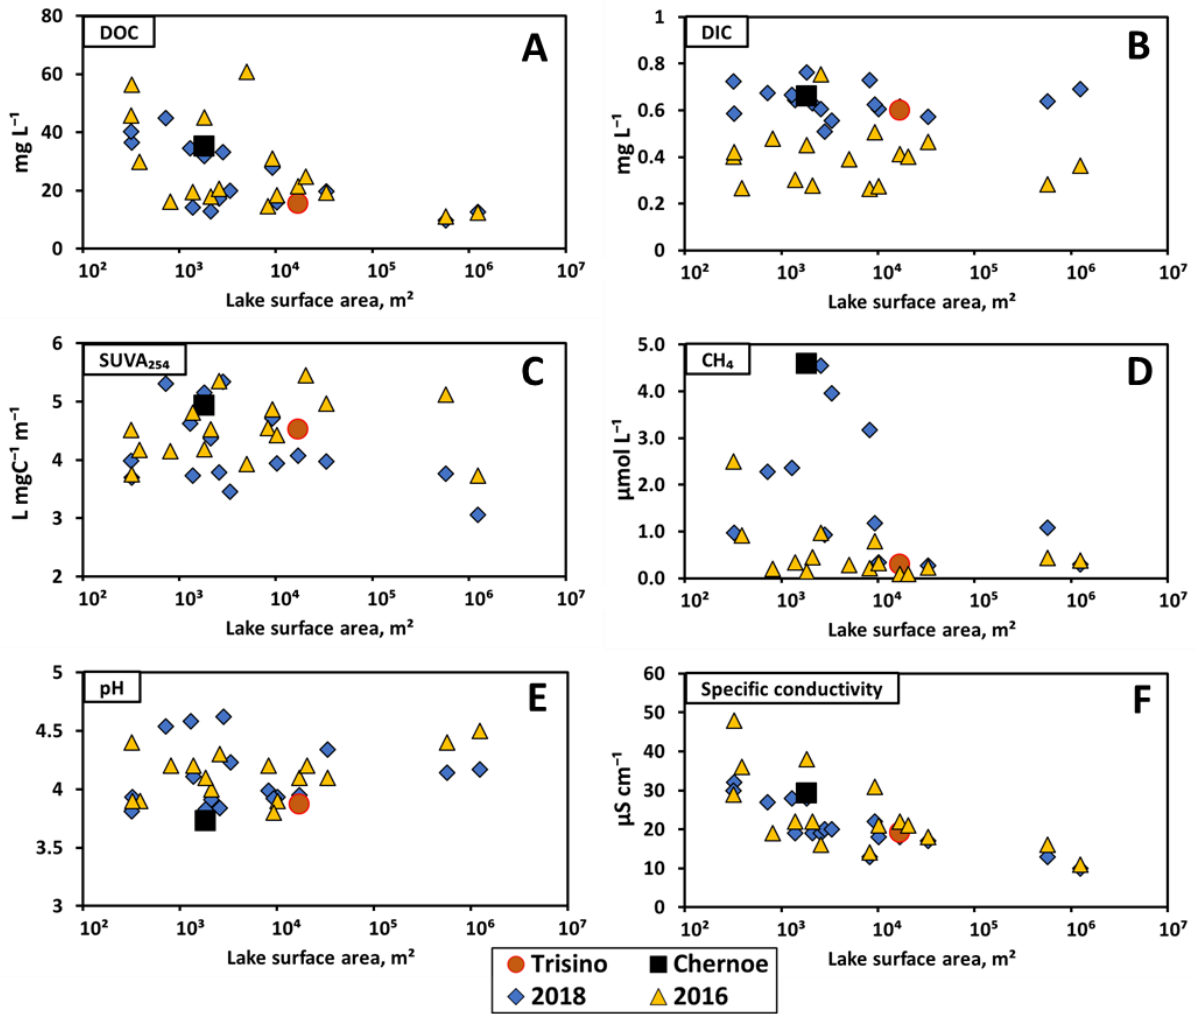 DOC
A
80
60
40
20
0
mg L⁻¹
10² 10³ 10⁴ 10⁵ 10⁶ 10⁷
Lake surface area, m²
DIC
B
1
0.8
0.6
0.4
0.2
0
mg L⁻¹
10² 10³ 10⁴ 10⁵ 10⁶ 10⁷
Lake surface area, m²
SUVA₂₅₄
C
6
5
4
3
2
L mgC⁻¹ m⁻¹
10² 10³ 10⁴ 10⁵ 10⁶ 10⁷
Lake surface area, m²
CH₄
D
5.0
4.0
3.0
2.0
1.0
0.0
µmol L⁻¹
10² 10³ 10⁴ 10⁵ 10⁶ 10⁷
Lake surface area, m²
pH
E
5
4.5
4
3.5
3
10² 10³ 10⁴ 10⁵ 10⁶ 10⁷
Lake surface area, m²
Specific conductivity
F
60
50
40
30
20
10
0
µS cm⁻¹
10² 10³ 10⁴ 10⁵ 10⁶ 10⁷
Lake surface area, m²
Trisino Chernoe
2018 2016